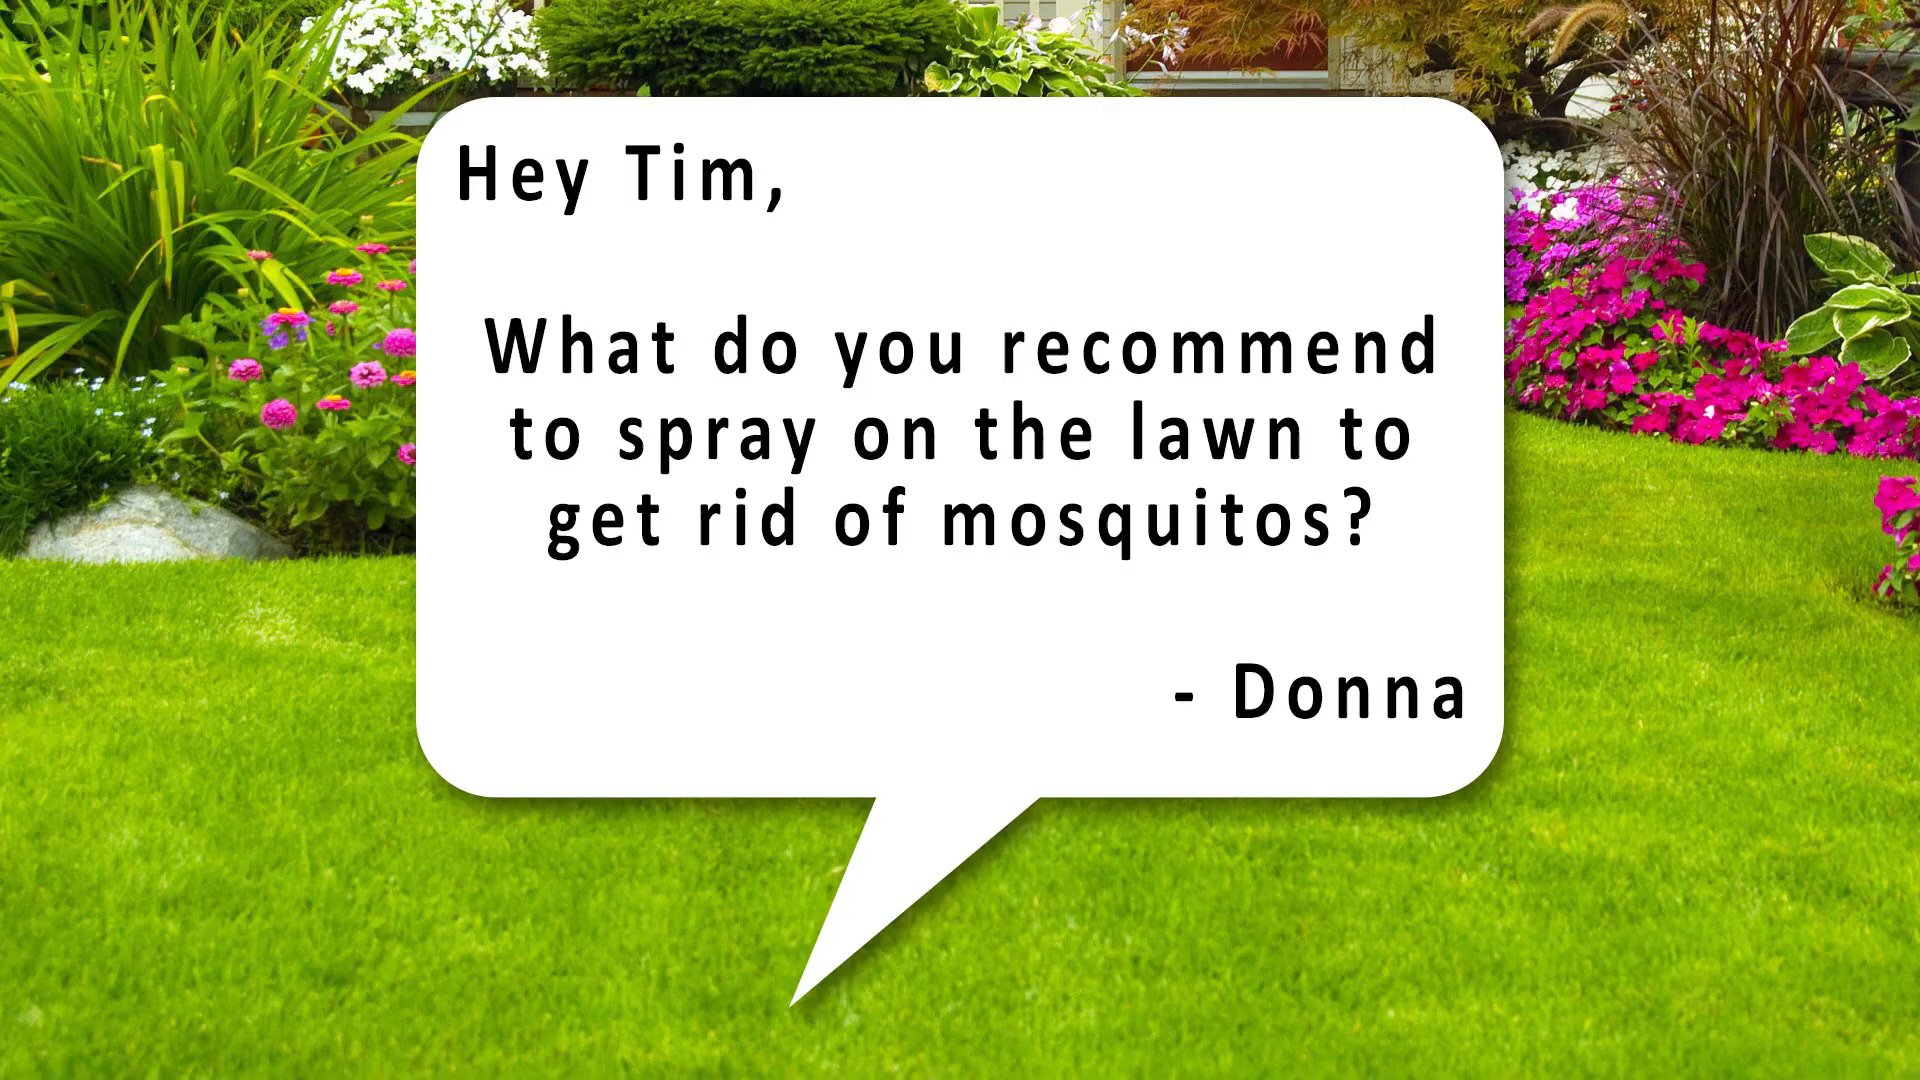 Hey Tim,
What do you recommend
to spray on the lawn to
get rid of mosquitos?
- Donna